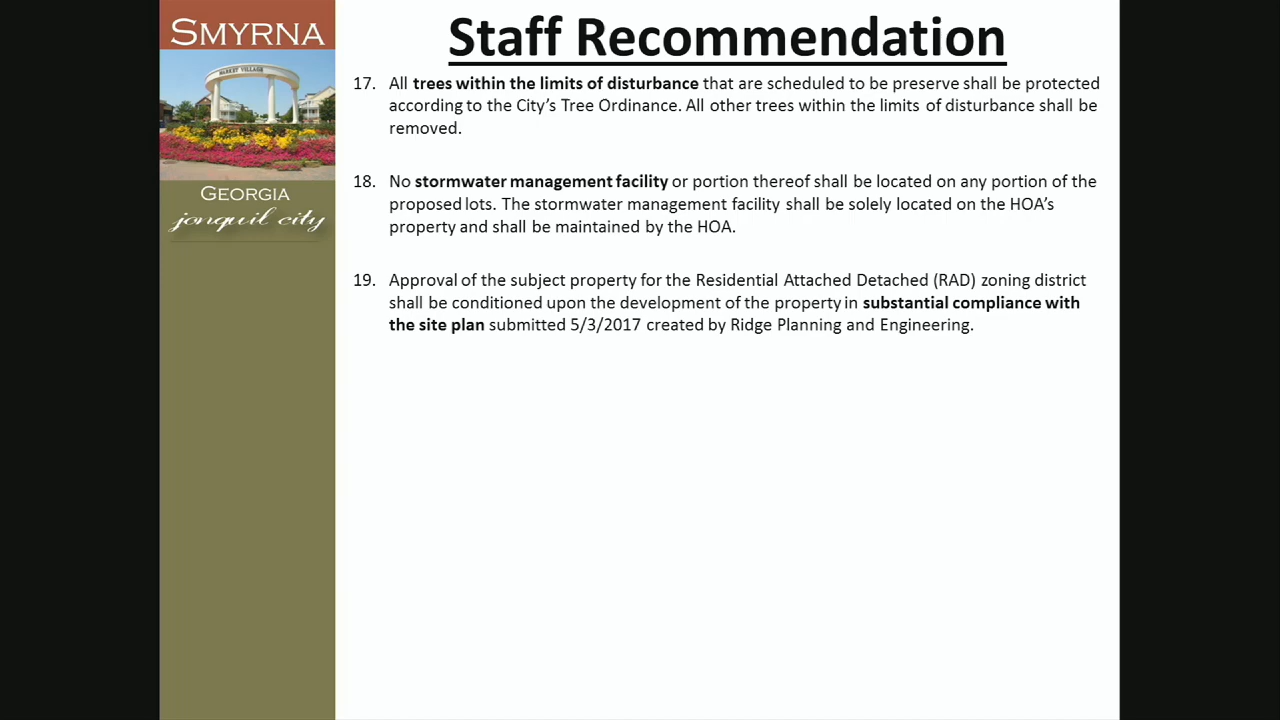 SMYRNA
MARKET VILLAGE
GEORGIA
jonquil city
Staff Recommendation
17. All trees within the limits of disturbance that are scheduled to be preserve shall be protected
according to the City's Tree Ordinance. All other trees within the limits of disturbance shall be
removed.
18. No stormwater management facility or portion thereof shall be located on any portion of the
proposed lots. The stormwater management facility shall be solely located on the HOA's
property and shall be maintained by the HOA.
19. Approval of the subject property for the Residential Attached Detached (RAD) zoning district
shall be conditioned upon the development of the property in substantial compliance with
the site plan submitted 5/3/2017 created by Ridge Planning and Engineering.